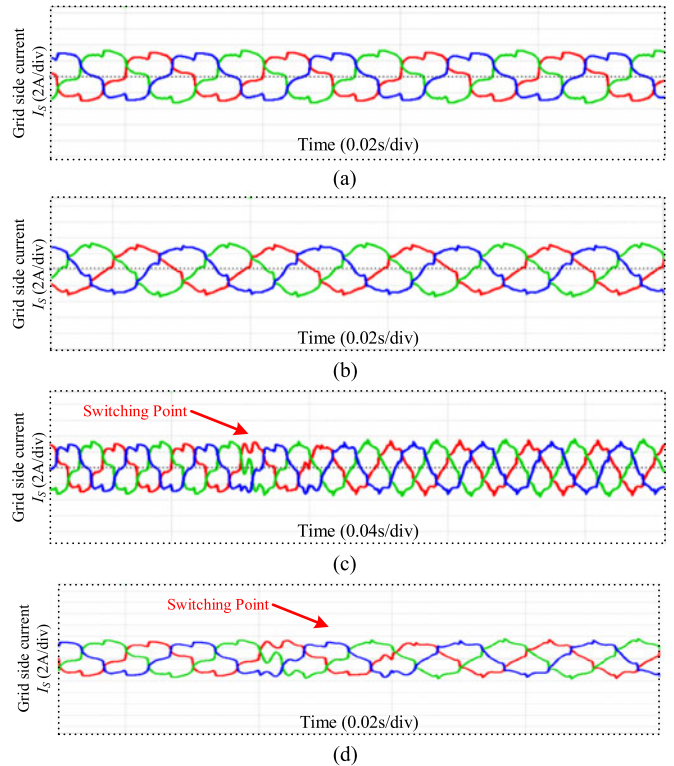 Grid side current
I_S (2A/div)
Time (0.02s/div)
(a)
Grid side current
I_S (2A/div)
Time (0.02s/div)
(b)
Switching Point
Grid side current
I_S (2A/div)
Time (0.04s/div)
(c)
Switching Point
Grid side current
I_S (2A/div)
Time (0.02s/div)
(d)